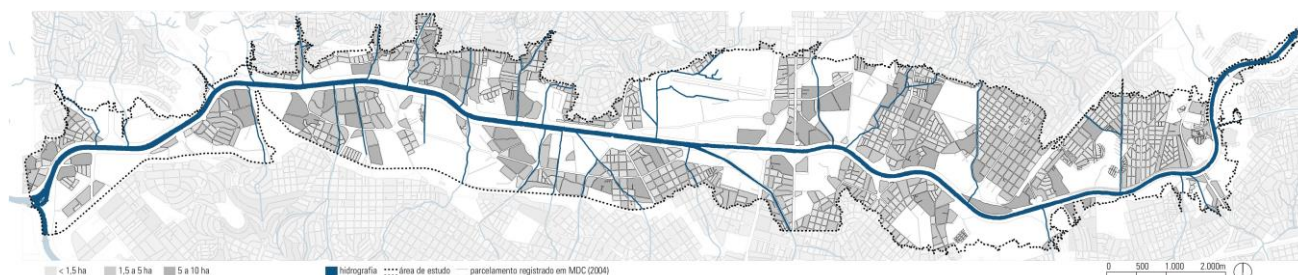 < 1,5 ha 1,5 a 5 ha 5 a 10 ha hidrografia área de estudo parcelamento registrado em MDC (2004)
0 500 1.000 2.000m